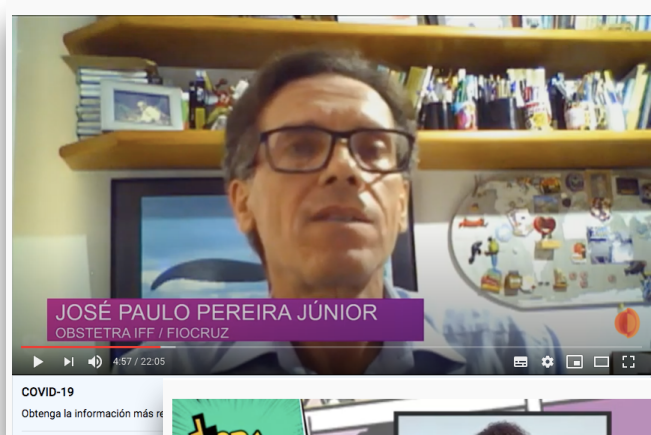 JOSÉ PAULO PEREIRA JÚNIOR
OBSTETRA IFF / FIOCRUZ
4:57 / 22:05
COVID-19
Obtenga la información más re